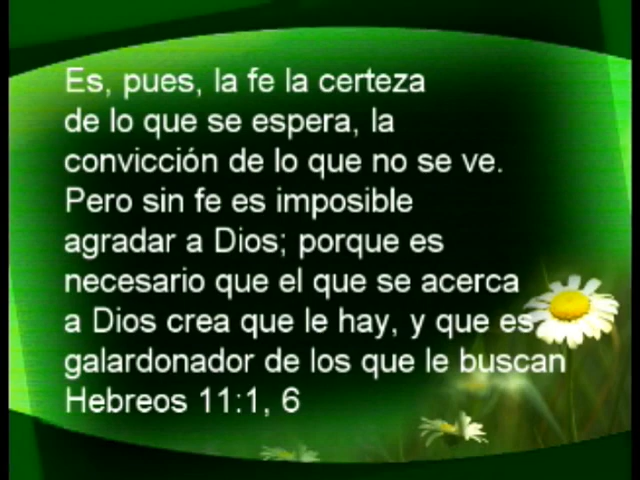 Es, pues, la fe la certeza
de lo que se espera, la
convicción de lo que no se ve.
Pero sin fe es imposible
agradar a Dios; porque es
necesario que el que se acerca
a Dios crea que le hay, y que es
galardonador de los que le buscan
Hebreos 11:1, 6